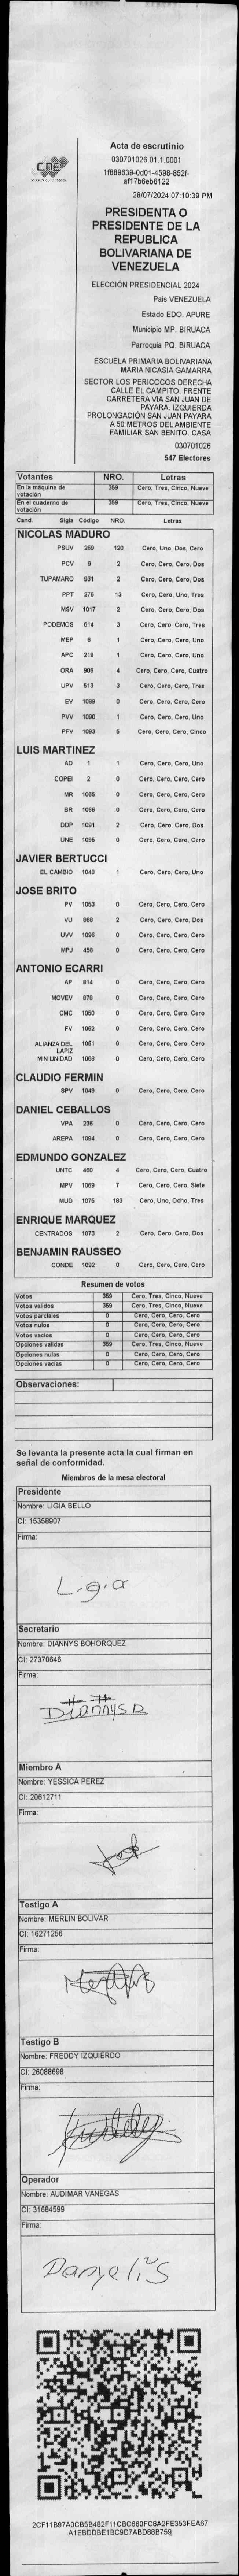 CNE
Acta de escrutinio
030701026.01.1.0001
1f889639-0d01-4598-852f-
af17b6eb6122
28/07/2024 07:10:39 PM
PRESIDENTA O
PRESIDENTE DE LA
REPUBLICA
BOLIVARIANA DE
VENEZUELA
ELECCIÓN PRESIDENCIAL 2024
País VENEZUELA
Estado EDO. APURE
Municipio MP. BIRUACA
Parroquia PQ. BIRUACA
ESCUELA PRIMARIA BOLIVARIANA
MARIA NICASIA GAMARRA
SECTOR LOS PERICOCOS DERECHA
CALLE EL CAMPITO. FRENTE
CARRETERA VIA SAN JUAN DE
PAYARA. IZQUIERDA
PROLONGACIÓN SAN JUAN PAYARA
A 50 METROS DEL AMBIENTE
FAMILIAR SAN BENITO. CASA
030701026
547 Electores
Votantes NRO. Letras
En la máquina de votación 359 Cero, Tres, Cinco, Nueve
En el cuaderno de votación 359 Cero, Tres, Cinco, Nueve
Cand. Sigla Código NRO. Letras
NICOLAS MADURO
PSUV 269 120 Cero, Uno, Dos, Cero
PCV 9 2 Cero, Cero, Cero, Dos
TUPAMARO 931 2 Cero, Cero, Cero, Dos
PPT 276 13 Cero, Cero, Uno, Tres
MSV 1017 2 Cero, Cero, Cero, Dos
PODEMOS 514 3 Cero, Cero, Cero, Tres
MEP 6 1 Cero, Cero, Cero, Uno
APC 219 1 Cero, Cero, Cero, Uno
ORA 906 4 Cero, Cero, Cero, Cuatro
UPV 513 3 Cero, Cero, Cero, Tres
EV 1089 0 Cero, Cero, Cero, Cero
PVV 1090 1 Cero, Cero, Cero, Uno
PFV 1093 5 Cero, Cero, Cero, Cinco
LUIS MARTINEZ
AD 1 1 Cero, Cero, Cero, Uno
COPEI 2 0 Cero, Cero, Cero, Cero
MR 1065 0 Cero, Cero, Cero, Cero
BR 1066 0 Cero, Cero, Cero, Cero
DDP 1091 2 Cero, Cero, Cero, Dos
UNE 1095 0 Cero, Cero, Cero, Cero
JAVIER BERTUCCI
EL CAMBIO 1048 1 Cero, Cero, Cero, Uno
JOSE BRITO
PV 1053 0 Cero, Cero, Cero, Cero
VU 868 2 Cero, Cero, Cero, Dos
UVV 1096 0 Cero, Cero, Cero, Cero
MPJ 458 0 Cero, Cero, Cero, Cero
ANTONIO ECARRI
AP 814 0 Cero, Cero, Cero, Cero
MOVEV 878 0 Cero, Cero, Cero, Cero
CMC 1050 0 Cero, Cero, Cero, Cero
FV 1062 0 Cero, Cero, Cero, Cero
ALIANZA DEL LAPIZ 1051 0 Cero, Cero, Cero, Cero
MIN UNIDAD 1068 0 Cero, Cero, Cero, Cero
CLAUDIO FERMIN
SPV 1049 0 Cero, Cero, Cero, Cero
DANIEL CEBALLOS
VPA 236 0 Cero, Cero, Cero, Cero
AREPA 1084 0 Cero, Cero, Cero, Cero
EDMUNDO GONZALEZ
UNTC 460 4 Cero, Cero, Cero, Cuatro
MPV 1069 7 Cero, Cero, Cero, Siete
MUD 1075 183 Cero, Uno, Ocho, Tres
ENRIQUE MARQUEZ
CENTRADOS 1073 2 Cero, Cero, Cero, Dos
BENJAMIN RAUSSEO
CONDE 1092 0 Cero, Cero, Cero, Cero
Resumen de votos
Votos 359 Cero, Tres, Cinco, Nueve
Votos validos 359 Cero, Tres, Cinco, Nueve
Votos parciales 0 Cero, Cero, Cero, Cero
Votos nulos 0 Cero, Cero, Cero, Cero
Votos vacios 0 Cero, Cero, Cero, Cero
Opciones validas 359 Cero, Tres, Cinco, Nueve
Opciones nulas 0 Cero, Cero, Cero, Cero
Opciones vacias 0 Cero, Cero, Cero, Cero
Observaciones:
Se levanta la presente acta la cual firman en
señal de conformidad.
Miembros de la mesa electoral
Presidente
Nombre: LIGIA BELLO
CI: 15358907
Firma:
Ligia
Secretario
Nombre: DIANNYS BOHORQUEZ
CI: 27370646
Firma:
Diannys B
Miembro A
Nombre: YESSICA PEREZ
CI: 20612711
Firma:
Testigo A
Nombre: MERLIN BOLIVAR
CI: 16271256
Firma:
Testigo B
Nombre: FREDDY IZQUIERDO
CI: 26088698
Firma:
Operador
Nombre: AUDIMAR VANEGAS
CI: 31684599
Firma:
Danyelis
2CF11B97A0CB5B482F11CBC660FC8A2FE353FEA67
A1EBDDBE1BC9D7ABD88B759